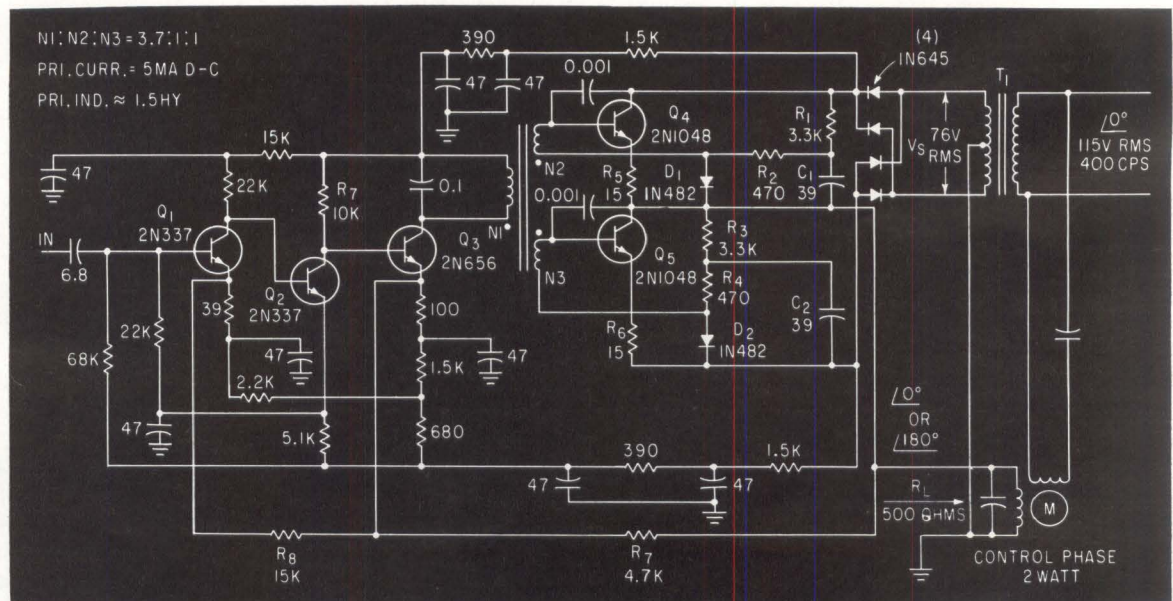 N1:N2:N3 = 3.7:1:1
PRI. CURR. = 5MA D-C
PRI. IND. ≈ 1.5HY
390
1.5K
(4)
1N645
47
47
0.001
Q4
2N1048
R1
3.3K
VS
76V
RMS
T1
/0°
115V RMS
400 CPS
15K
47
22K
R7
10K
0.1
N1
N2
R5
15
D1
1N482
R2
470
C1
39
0.001
Q1
2N337
Q3
2N656
Q5
2N1048
R3
3.3K
IN
6.8
Q2
2N337
N3
R4
470
C2
39
39
100
R6
15
D2
1N482
22K
47
1.5K
47
68K
2.2K
47
5.1K
680
390
1.5K
/0°
OR
/180°
47
47
RL
500 OHMS
M
R8
15K
R7
4.7K
CONTROL PHASE
2 WATT